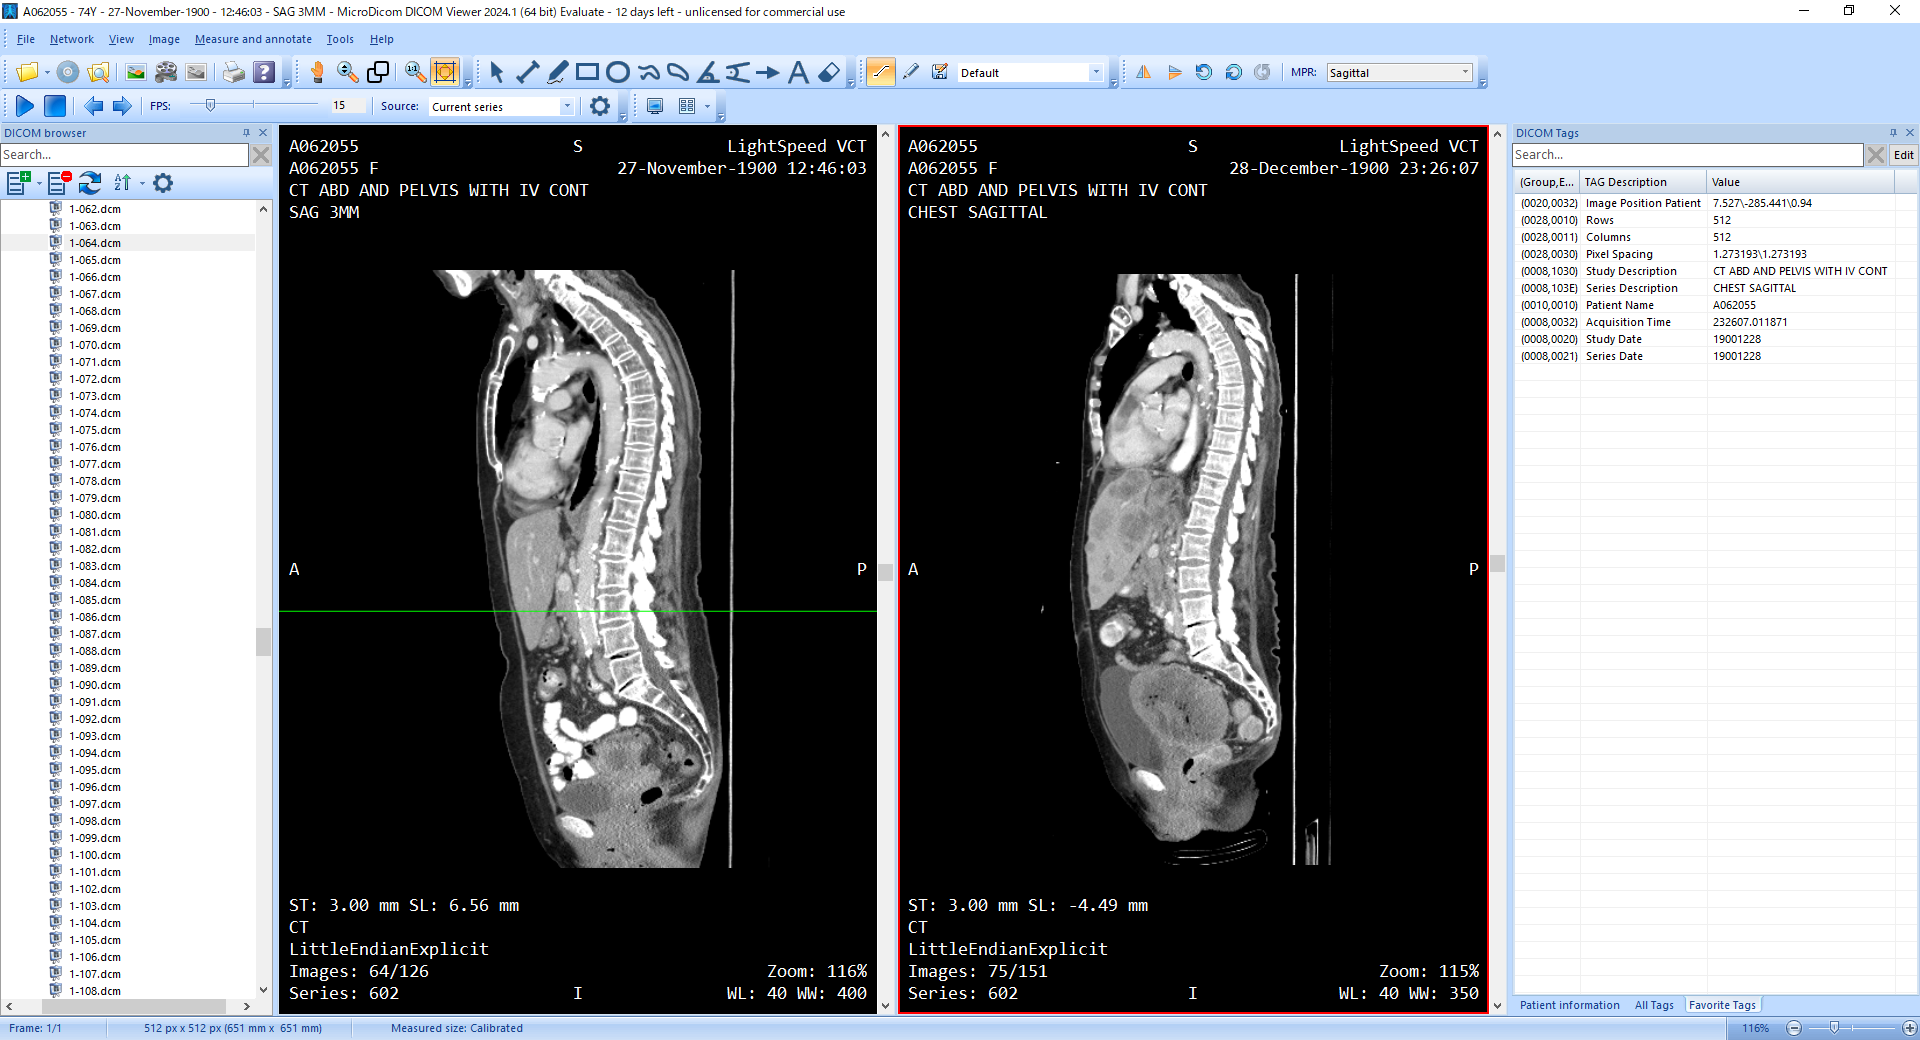 A062055 - 74Y - 27-November-1900 - 12:46:03 - SAG 3MM - MicroDicom DICOM Viewer 2024.1 (64 bit) Evaluate - 12 days left - unlicensed for commercial use
File Network View Image Measure and annotate Tools Help
1:1 Default MPR: Sagittal
FPS: 15 Source: Current series
DICOM browser
Search...
1-062.dcm
1-063.dcm
1-064.dcm
1-065.dcm
1-066.dcm
1-067.dcm
1-068.dcm
1-069.dcm
1-070.dcm
1-071.dcm
1-072.dcm
1-073.dcm
1-074.dcm
1-075.dcm
1-076.dcm
1-077.dcm
1-078.dcm
1-079.dcm
1-080.dcm
1-081.dcm
1-082.dcm
1-083.dcm
1-084.dcm
1-085.dcm
1-086.dcm
1-087.dcm
1-088.dcm
1-089.dcm
1-090.dcm
1-091.dcm
1-092.dcm
1-093.dcm
1-094.dcm
1-095.dcm
1-096.dcm
1-097.dcm
1-098.dcm
1-099.dcm
1-100.dcm
1-101.dcm
1-102.dcm
1-103.dcm
1-104.dcm
1-105.dcm
1-106.dcm
1-107.dcm
1-108.dcm
A062055 S LightSpeed VCT
A062055 F 27-November-1900 12:46:03
CT ABD AND PELVIS WITH IV CONT
SAG 3MM
A P
ST: 3.00 mm SL: 6.56 mm
CT
LittleEndianExplicit
Images: 64/126 Zoom: 116%
Series: 602 I WL: 40 WW: 400
A062055 S LightSpeed VCT
A062055 F 28-December-1900 23:26:07
CT ABD AND PELVIS WITH IV CONT
CHEST SAGITTAL
A P
ST: 3.00 mm SL: -4.49 mm
CT
LittleEndianExplicit
Images: 75/151 Zoom: 115%
Series: 602 I WL: 40 WW: 350
DICOM Tags
Search... Edit
(Group,E... TAG Description Value
(0020,0032) Image Position Patient 7.527\-285.441\0.94
(0028,0010) Rows 512
(0028,0011) Columns 512
(0028,0030) Pixel Spacing 1.273193\1.273193
(0008,1030) Study Description CT ABD AND PELVIS WITH IV CONT
(0008,103E) Series Description CHEST SAGITTAL
(0010,0010) Patient Name A062055
(0008,0032) Acquisition Time 232607.011871
(0008,0020) Study Date 19001228
(0008,0021) Series Date 19001228
Patient information All Tags Favorite Tags
Frame: 1/1 512 px x 512 px (651 mm x 651 mm) Measured size: Calibrated 116%